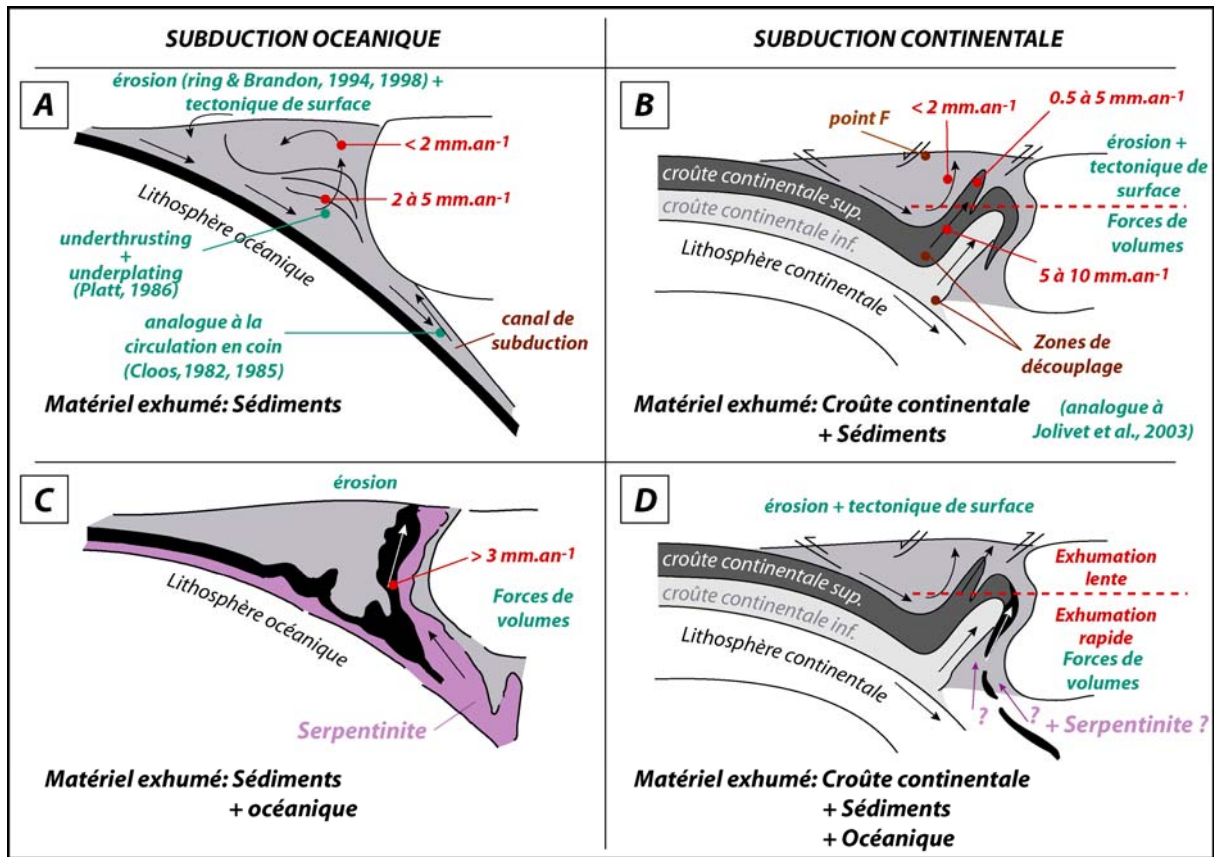 SUBDUCTION OCEANIQUE
SUBDUCTION CONTINENTALE
A
érosion (ring & Brandon, 1994, 1998) +
tectonique de surface
< 2 mm.an-1
2 à 5 mm.an-1
Lithosphère océanique
underthrusting
+
underplating
(Platt, 1986)
analogue à la
circulation en coin
(Cloos, 1982, 1985)
canal de
subduction
Matériel exhumé: Sédiments
B
point F
< 2 mm.an-1
0.5 à 5 mm.an-1
érosion +
tectonique de
surface
Forces de
volumes
croûte continentale sup.
croûte continentale inf.
Lithosphère continentale
5 à 10 mm.an-1
Zones de
découplage
Matériel exhumé: Croûte continentale
+ Sédiments
(analogue à
Jolivet et al., 2003)
C
érosion
> 3 mm.an-1
Forces de
volumes
Lithosphère océanique
Serpentinite
Matériel exhumé: Sédiments
+ océanique
D
érosion + tectonique de surface
croûte continentale sup.
croûte continentale inf.
Lithosphère continentale
Exhumation
lente
Exhumation
rapide
Forces de
volumes
?
?
+ Serpentinite ?
Matériel exhumé: Croûte continentale
+ Sédiments
+ Océanique